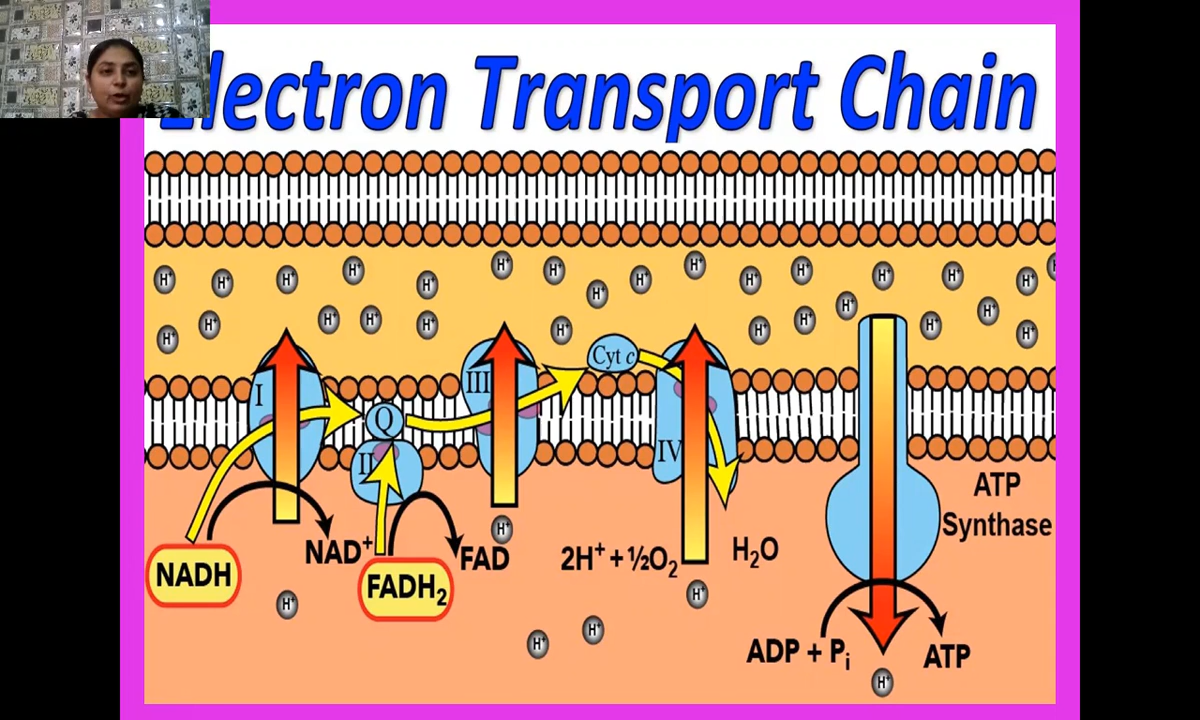 Electron Transport Chain
H⁺ H⁺ H⁺ H⁺ H⁺ H⁺ H⁺ H⁺ H⁺ H⁺ H⁺ H⁺ H⁺ H⁺ H⁺ H⁺
H⁺ H⁺ H⁺ H⁺ H⁺ H⁺ H⁺ H⁺ H⁺ H⁺ H⁺ H⁺
Cyt c
I
III
Q
II
IV
ATP
Synthase
H⁺
NAD⁺
FAD
2H⁺ + ½O₂
H₂O
NADH
FADH₂
H⁺
H⁺
H⁺
H⁺
ADP + Pᵢ
ATP
H⁺